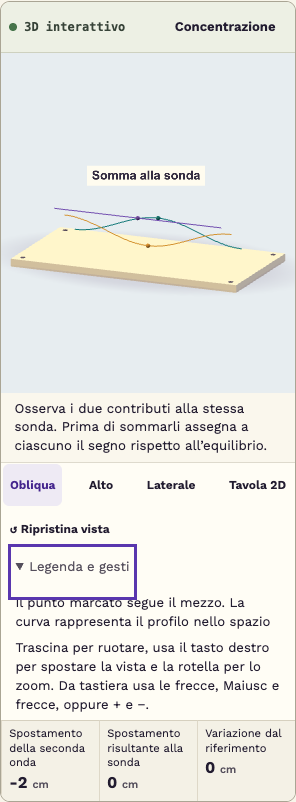 3D interattivo
Concentrazione
Somma alla sonda
Osserva i due contributi alla stessa
sonda. Prima di sommarli assegna a
ciascuno il segno rispetto all’equilibrio.
Obliqua
Alto
Laterale
Tavola 2D
↺ Ripristina vista
▼ Legenda e gesti
Il punto marcato segue il mezzo. La
curva rappresenta il profilo nello spazio
Trascina per ruotare, usa il tasto destro
per spostare la vista e la rotella per lo
zoom. Da tastiera usa le frecce, Maiusc e
frecce, oppure + e −.
Spostamento
della seconda
onda
-2 cm
Spostamento
risultante alla
sonda
0 cm
Variazione dal
riferimento
0 cm